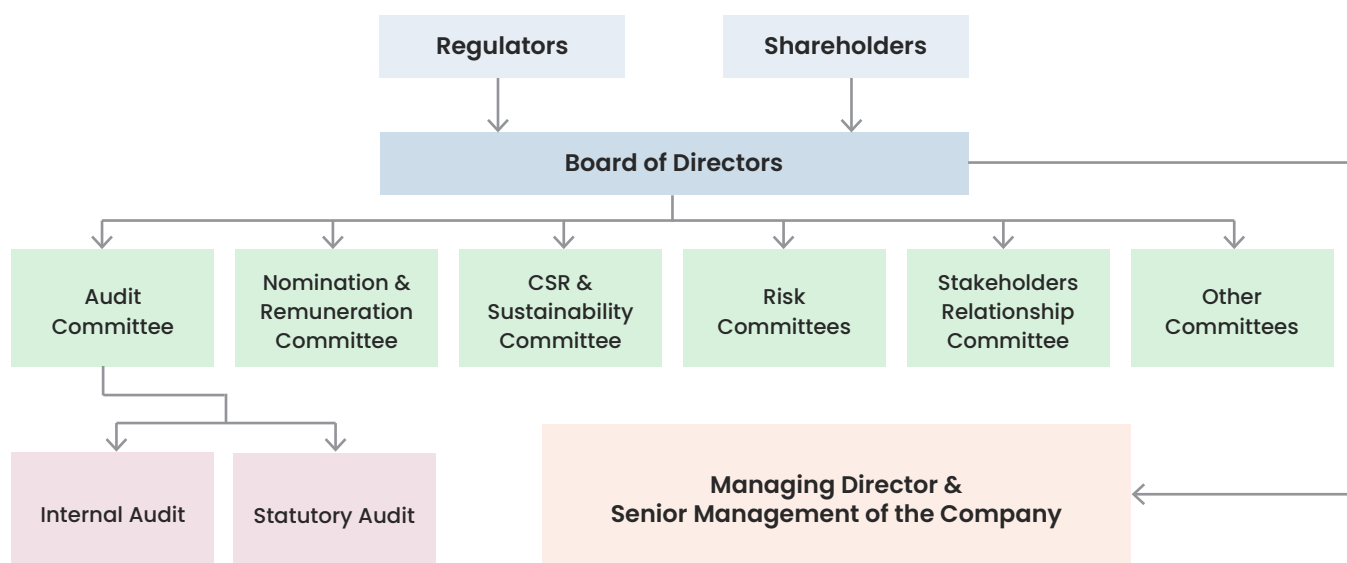 Regulators
Shareholders
Board of Directors
Audit
Committee
Nomination &
Remuneration
Committee
CSR &
Sustainability
Committee
Risk
Committees
Stakeholders
Relationship
Committee
Other
Committees
Internal Audit
Statutory Audit
Managing Director &
Senior Management of the Company